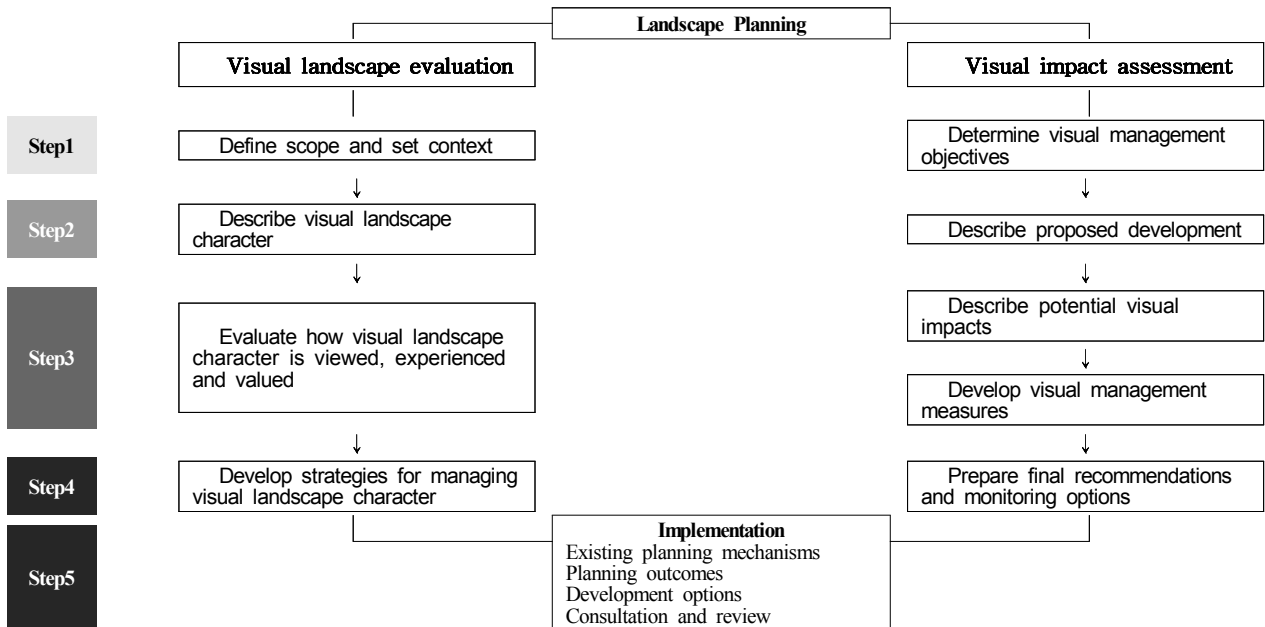 Landscape Planning
Visual landscape evaluation
Visual impact assessment
Step1
Define scope and set context
Determine visual management
objectives
Step2
Describe visual landscape
character
Describe proposed development
Step3
Evaluate how visual landscape
character is viewed, experienced
and valued
Describe potential visual
impacts
Develop visual management
measures
Step4
Develop strategies for managing
visual landscape character
Prepare final recommendations
and monitoring options
Step5
Implementation
Existing planning mechanisms
Planning outcomes
Development options
Consultation and review